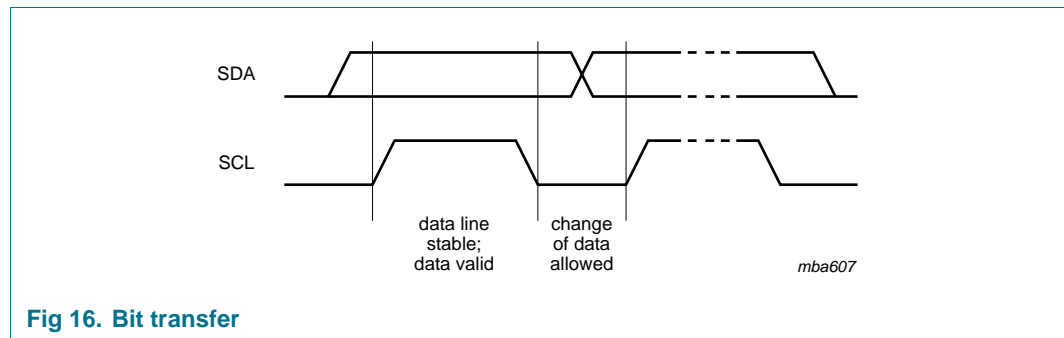 SDA
SCL
data line
stable;
data valid
change
of data
allowed
mba607
Fig 16. Bit transfer